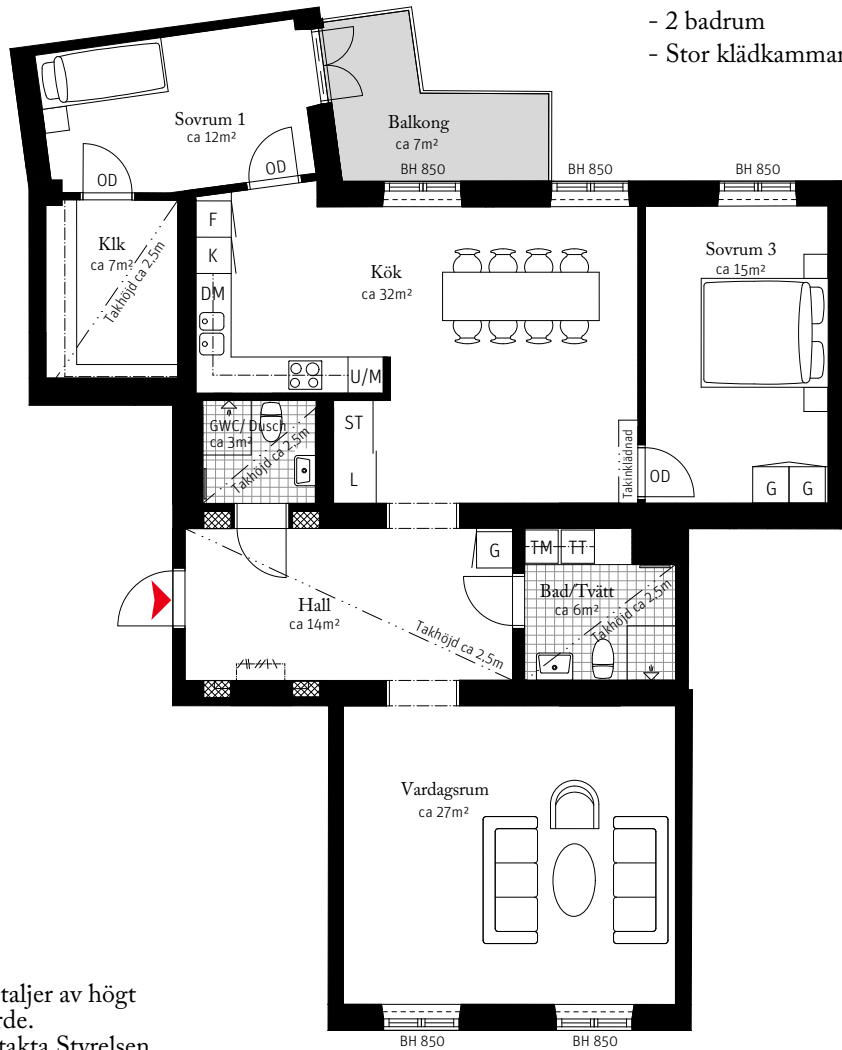 - 2 badrum
- Stor klädkammar
Sovrum 1
ca 12m²
Balkong
ca 7m²
BH 850
BH 850
BH 850
OD
OD
Klk
ca 7m²
Takhöjd ca 2,5m
F
K
DM
Kök
ca 32m²
Sovrum 3
ca 15m²
U/M
GWC/Dusch
ca 3m²
Takhöjd ca 2,5m
ST
L
Takinklädnad
OD
G
G
G
TM
TT
Hall
ca 14m²
Takhöjd ca 2,5m
Bad/Tvätt
ca 6m²
Takhöjd ca 2,5m
Vardagsrum
ca 27m²
taljer av högt
rde.
takta Styrelsen
BH 850
BH 850